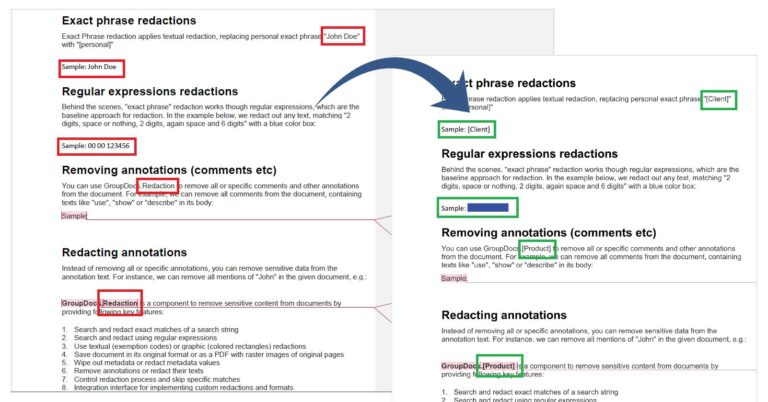 Exact phrase redactions
Exact Phrase redaction applies textual redaction, replacing personal exact phrase "John Doe"
with "[personal]"
Sample: John Doe
Regular expressions redactions
Behind the scenes, "exact phrase" redaction works though regular expressions, which are the
baseline approach for redaction. In the example below, we redact out any text, matching "2
digits, space or nothing, 2 digits, again space and 6 digits" with a blue color box:
Sample: 00 00 123456
Removing annotations (comments etc)
You can use GroupDocs.Redaction to remove all or specific comments and other annotations
from the document. For example, we can remove all comments from the document, containing
texts like "use", "show" or "describe" in its body:
Sample:
Redacting annotations
Instead of removing all or specific annotations, you can remove sensitive data from the
annotation text. For instance, we can remove all mentions of "John" in the given document, e.g.:
GroupDocs.Redaction is a component to remove sensitive content from documents by
providing following key features:
1. Search and redact exact matches of a search string
2. Search and redact using regular expressions
3. Use textual (exemption codes) or graphic (colored rectangles) redactions
4. Save document in its original format or as a PDF with raster images of original pages
5. Wipe out metadata or redact metadata values
6. Remove annotations or redact their texts
7. Control redaction process and skip specific matches
8. Integration interface for implementing custom redactions and formats
Exact phrase redactions
phrase redaction applies textual redaction, replacing personal exact phrase "[Client]"
Sample: [Client]
Regular expressions redactions
Behind the scenes, "exact phrase" redaction works though regular expressions, which are the
baseline approach for redaction. In the example below, we redact out any text, matching "2
digits, space or nothing, 2 digits, again space and 6 digits" with a blue color box:
Sample:
Removing annotations (comments etc)
You can use GroupDocs.[Product] to remove all or specific comments and other annotations
from the document. For example, we can remove all comments from the document, containing
texts like "use", "show" or "describe" in its body:
Sample:
Redacting annotations
Instead of removing all or specific annotations, you can remove sensitive data from the
annotation text. For instance, we can remove all mentions of "John" in the given document, e.g.:
GroupDocs.[Product] is a component to remove sensitive content from documents by
providing following key features:
1. Search and redact exact matches of a search string
2. Search and redact using regular expressions